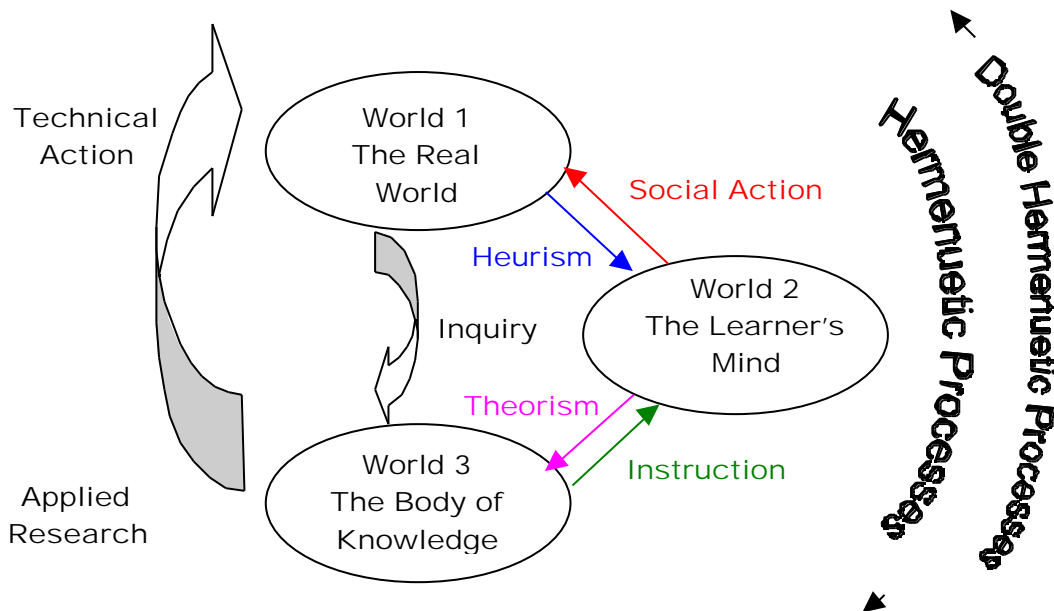 Technical
Action
World 1
The Real
World
Social Action
Heurism
World 2
The Learner's
Mind
Inquiry
Theorism
Instruction
World 3
The Body of
Knowledge
Applied
Research
Hermenuetic Processes
Double Hermenuetic Processes